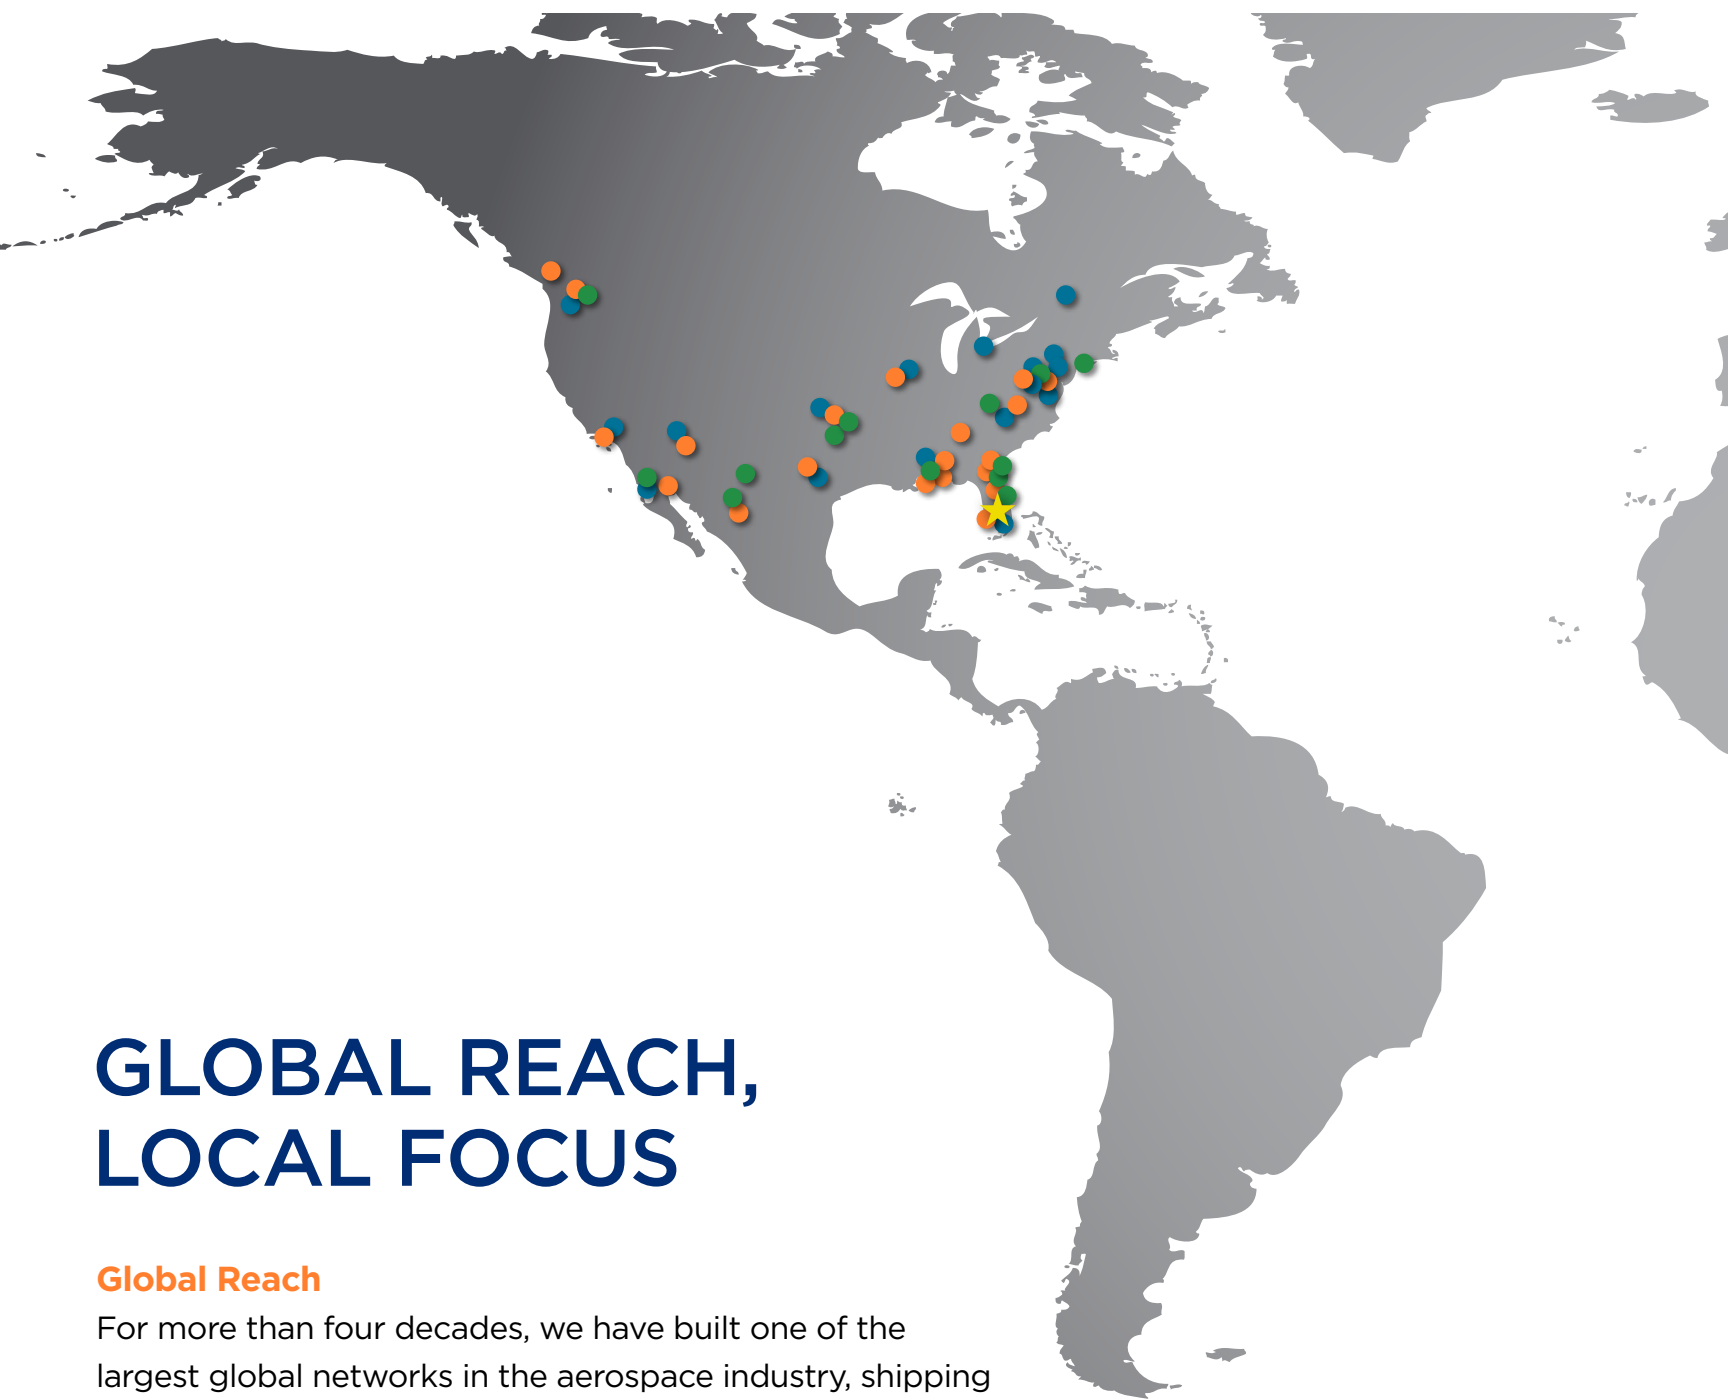 GLOBAL REACH,
LOCAL FOCUS
Global Reach
For more than four decades, we have built one of the
largest global networks in the aerospace industry, shipping